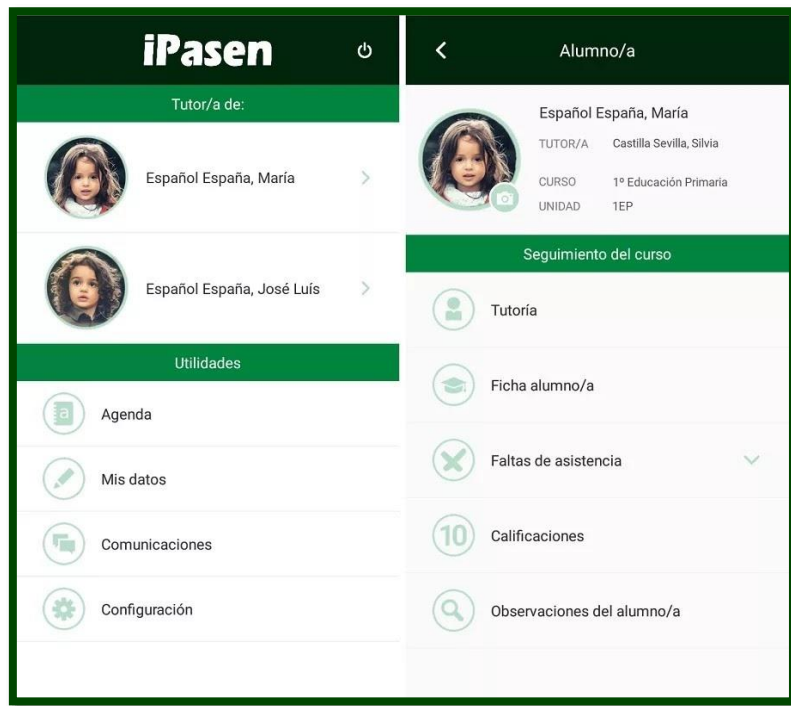 iPasen
Tutor/a de:
Español España, María
Español España, José Luís
Utilidades
a
Agenda
Mis datos
Comunicaciones
Configuración
Alumno/a
Español España, María
TUTOR/A Castilla Sevilla, Silvia
CURSO 1º Educación Primaria
UNIDAD 1EP
Seguimiento del curso
Tutoría
Ficha alumno/a
Faltas de asistencia
10 Calificaciones
Observaciones del alumno/a